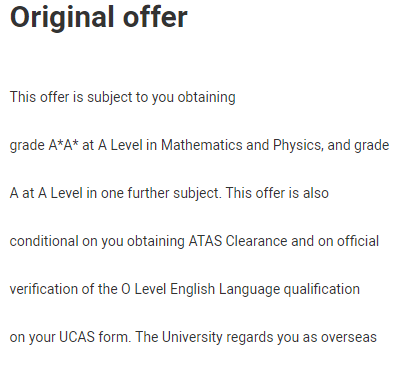 Original offer
This offer is subject to you obtaining
grade A*A* at A Level in Mathematics and Physics, and grade
A at A Level in one further subject. This offer is also
conditional on you obtaining ATAS Clearance and on official
verification of the O Level English Language qualification
on your UCAS form. The University regards you as overseas